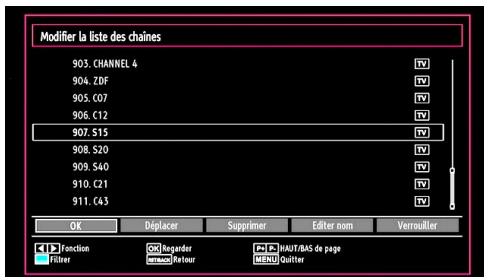 Modifier la liste des chaînes
903. CHANNEL 4 TV
904. ZDF TV
905. C07 TV
906. C12 TV
907. S15 TV
908. S20 TV
909. S40 TV
910. C21 TV
911. C43 TV
OK Déplacer Supprimer Editer nom Verrouiller
Fonction OK Regarder P+ P- HAUT/BAS de page
Filtrer Retour MENU Quitter